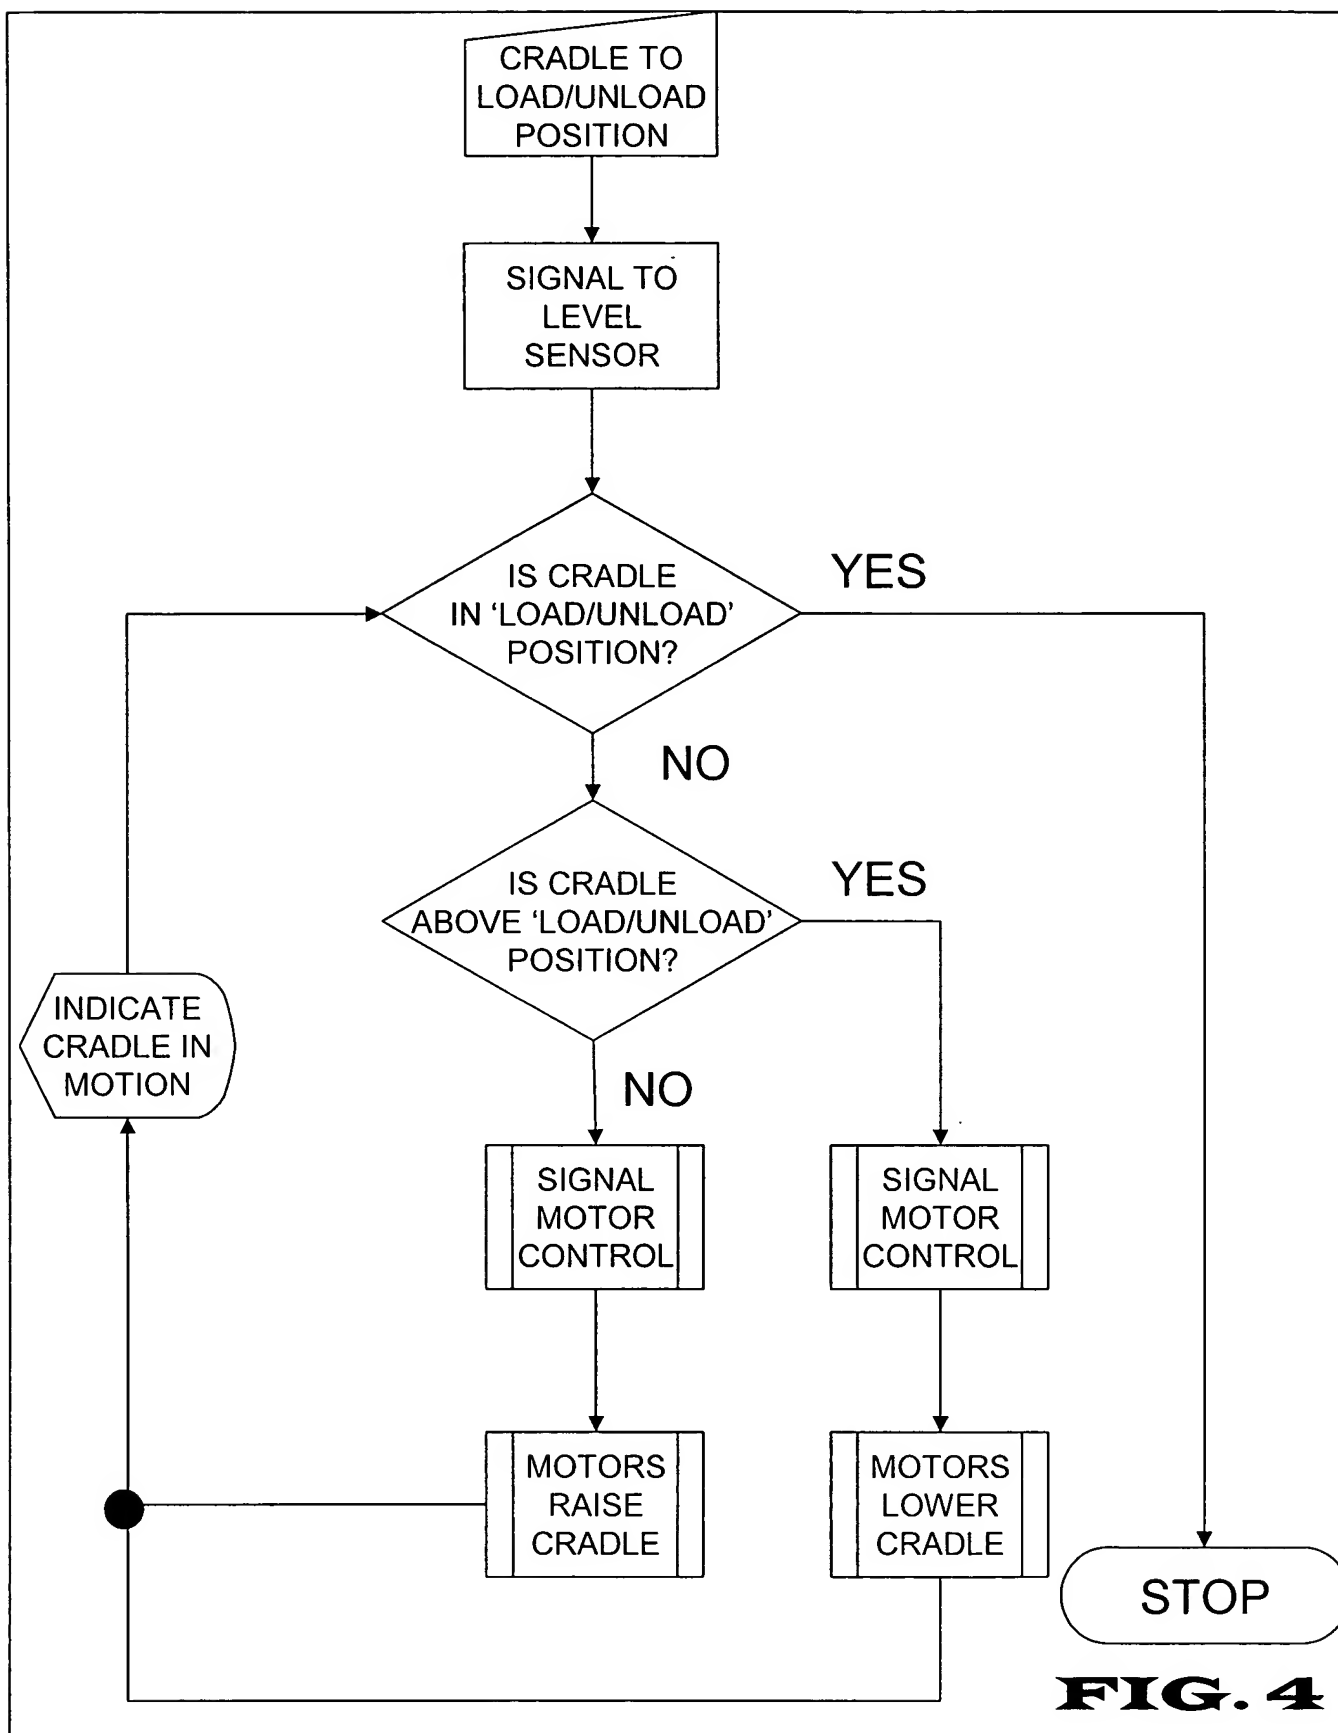 CRADLE TO
LOAD/UNLOAD
POSITION
SIGNAL TO
LEVEL
SENSOR
IS CRADLE
IN ‘LOAD/UNLOAD’
POSITION?
YES
NO
IS CRADLE
ABOVE ‘LOAD/UNLOAD’
POSITION?
YES
NO
INDICATE
CRADLE IN
MOTION
SIGNAL
MOTOR
CONTROL
SIGNAL
MOTOR
CONTROL
MOTORS
RAISE
CRADLE
MOTORS
LOWER
CRADLE
STOP
FIG. 4